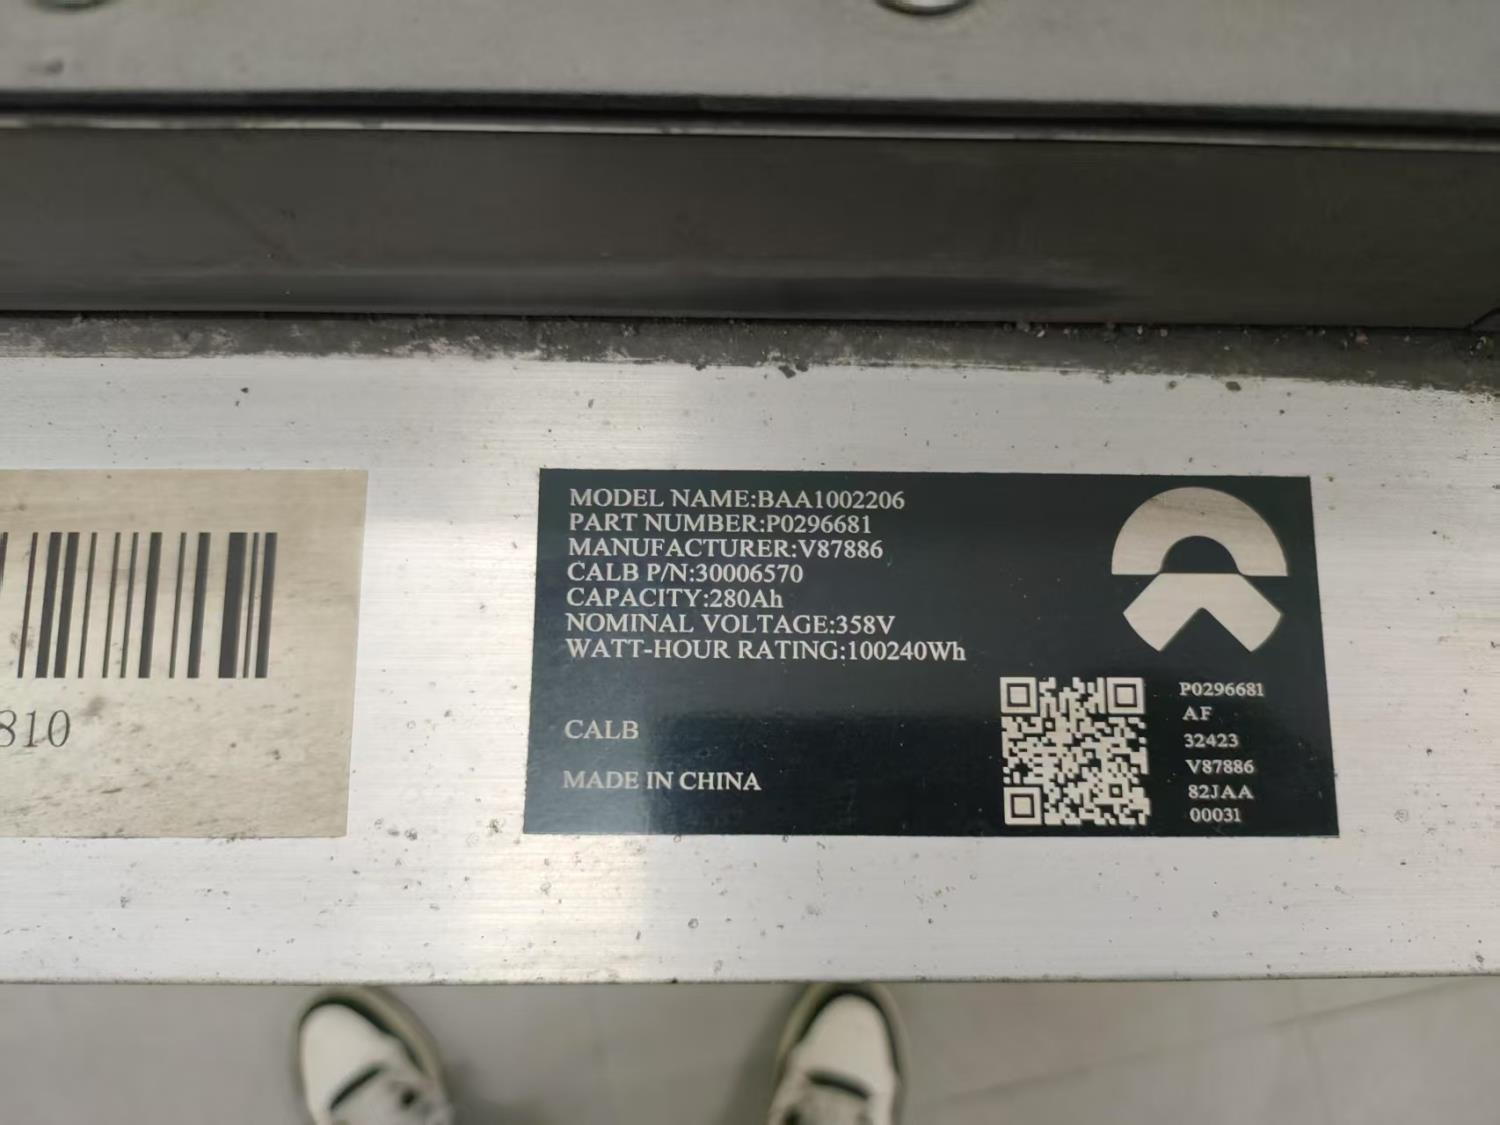 810
MODEL NAME:BAA1002206
PART NUMBER:P0296681
MANUFACTURER:V87886
CALB P/N:30006570
CAPACITY:280Ah
NOMINAL VOLTAGE:358V
WATT-HOUR RATING:100240Wh
CALB
MADE IN CHINA
P0296681
AF
32423
V87886
82JAA
00031